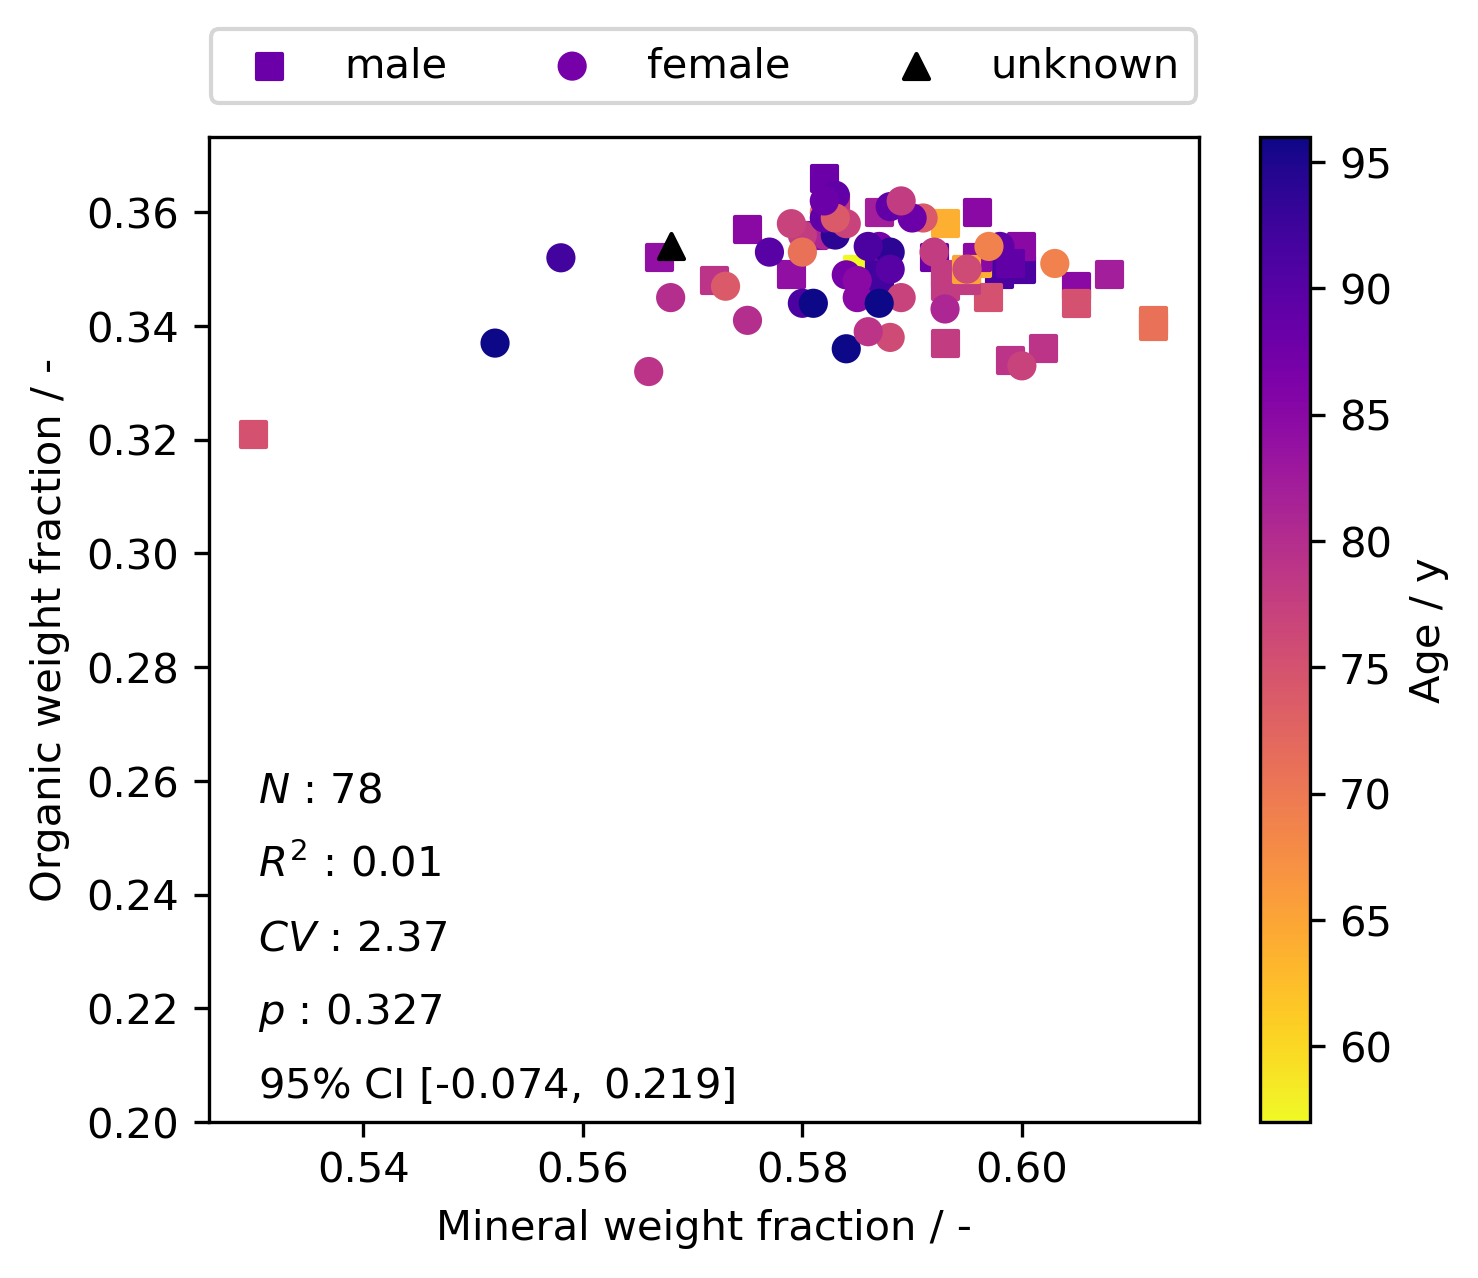 male female unknown
0.36
0.34
0.32
0.30
0.28
0.26
0.24
0.22
0.20
Organic weight fraction / -
N : 78
R² : 0.01
CV : 2.37
p : 0.327
95% CI [-0.074, 0.219]
0.54 0.56 0.58 0.60
Mineral weight fraction / -
95
90
85
80
75
70
65
60
Age / y